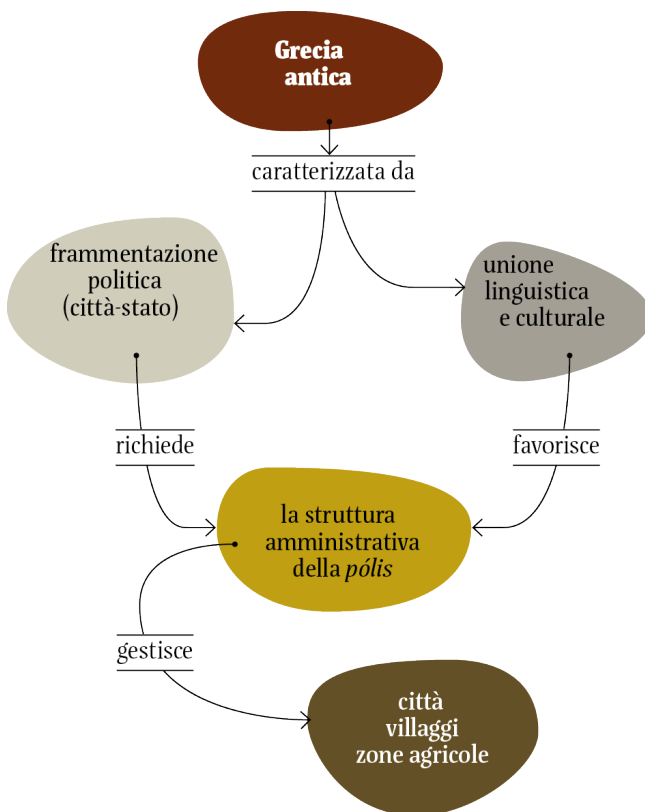 Grecia
antica
caratterizzata da
frammentazione
politica
(città-stato)
unione
linguistica
e culturale
richiede
favorisce
la struttura
amministrativa
della pólis
gestisce
città
villaggi
zone agricole